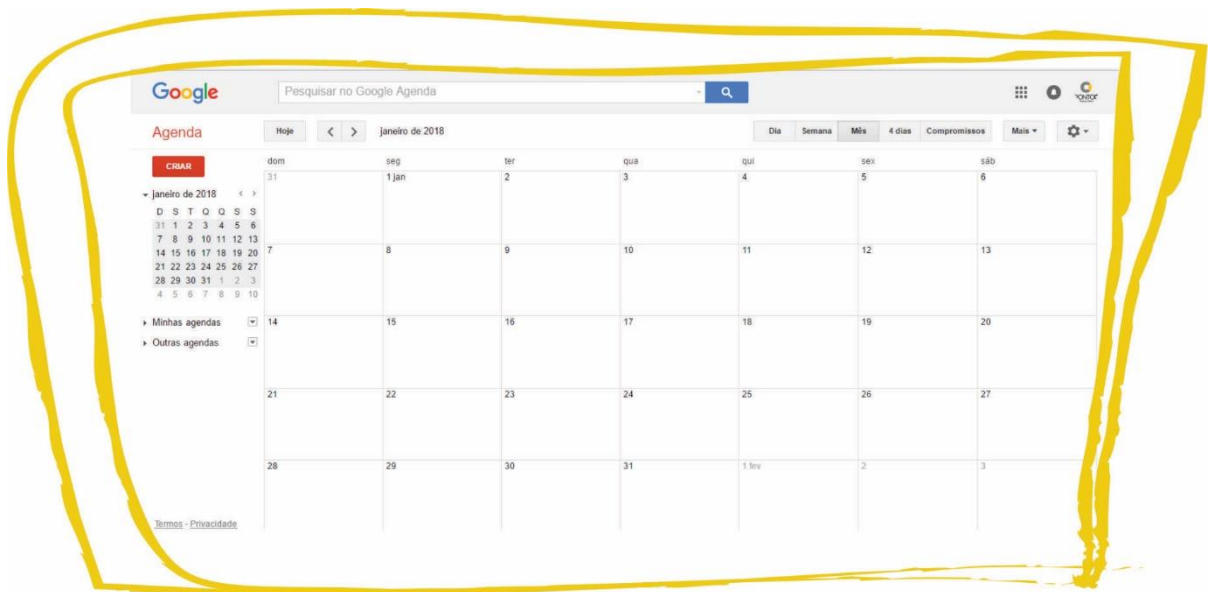 Google
Pesquisar no Google Agenda
Agenda
Hoje < > janeiro de 2018
Dia Semana Mês 4 dias Compromissos Mais
CRIAR
janeiro de 2018 < >
D S T Q Q S S
31 1 2 3 4 5 6
7 8 9 10 11 12 13
14 15 16 17 18 19 20
21 22 23 24 25 26 27
28 29 30 31 1 2 3
4 5 6 7 8 9 10
Minhas agendas
Outras agendas
Termos - Privacidade
dom seg ter qua qui sex sáb
31 1 jan 2 3 4 5 6
7 8 9 10 11 12 13
14 15 16 17 18 19 20
21 22 23 24 25 26 27
28 29 30 31 1 fev 2 3